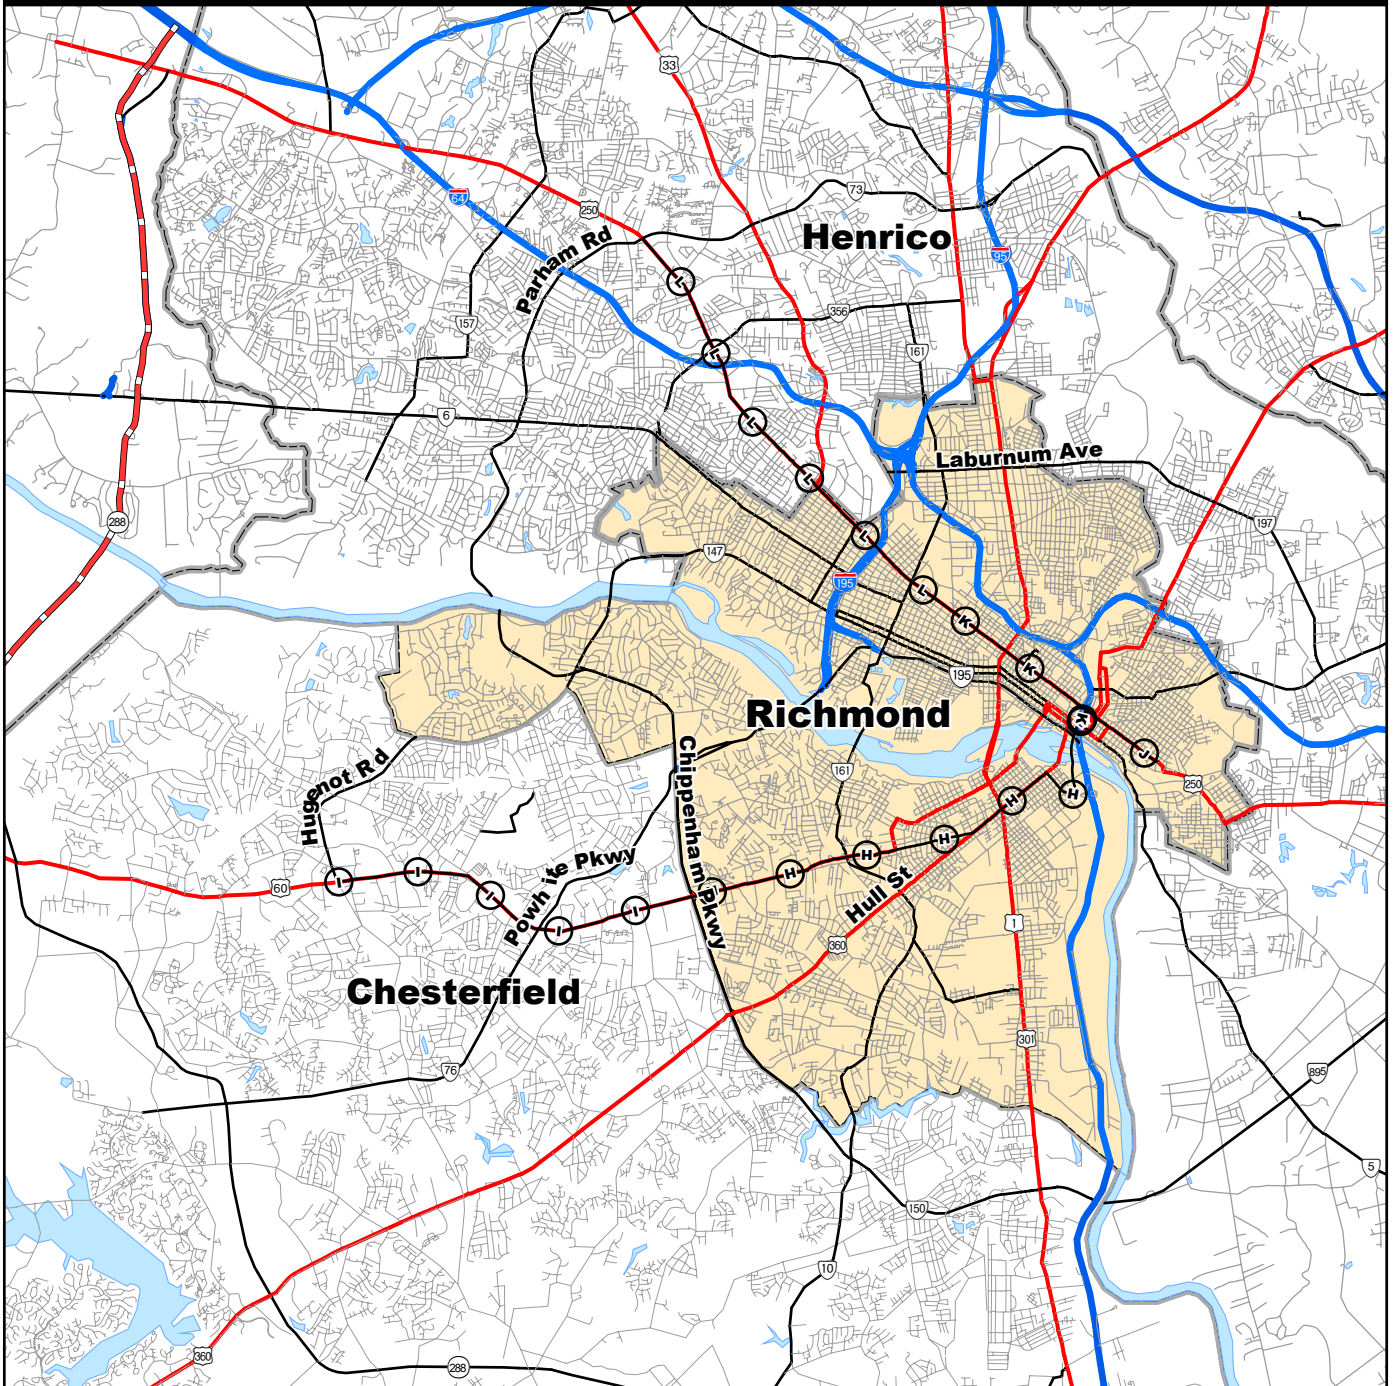 33
64
250
73
Henrico
Parham Rd
95
157
356
161
6
Laburnum Ave
288
197
147
195
195
Richmond
Hugenot Rd
Chippenham Pkwy
161
250
L
L
L
L
L
L
K
K
K
J
H
H
H
H
H
I
I
I
I
I
I
60
Powhite Pkwy
Hull St
1
360
Chesterfield
301
76
895
5
150
10
360
288